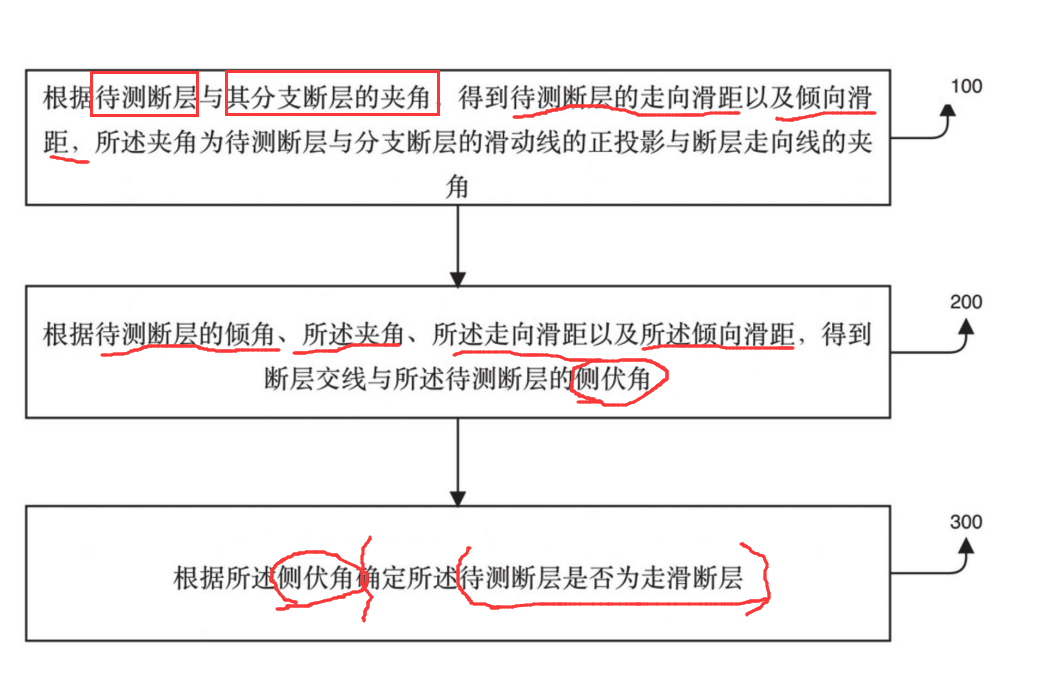 根据待测断层与其分支断层的夹角,得到待测断层的走向滑距以及倾向滑
距,所述夹角为待测断层与分支断层的滑动线的正投影与断层走向线的夹
角
100
根据待测断层的倾角、所述夹角、所述走向滑距以及所述倾向滑距,得到
断层交线与所述待测断层的侧伏角
200
根据所述侧伏角确定所述待测断层是否为走滑断层
300